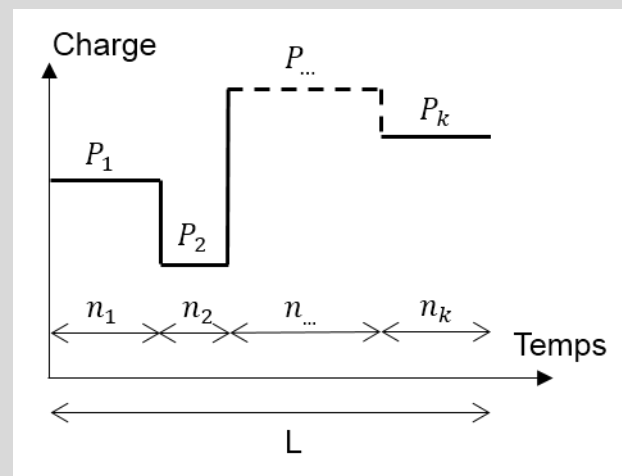 Charge
P...
P₁
Pₖ
P₂
n₁ n₂ n... nₖ
Temps
L